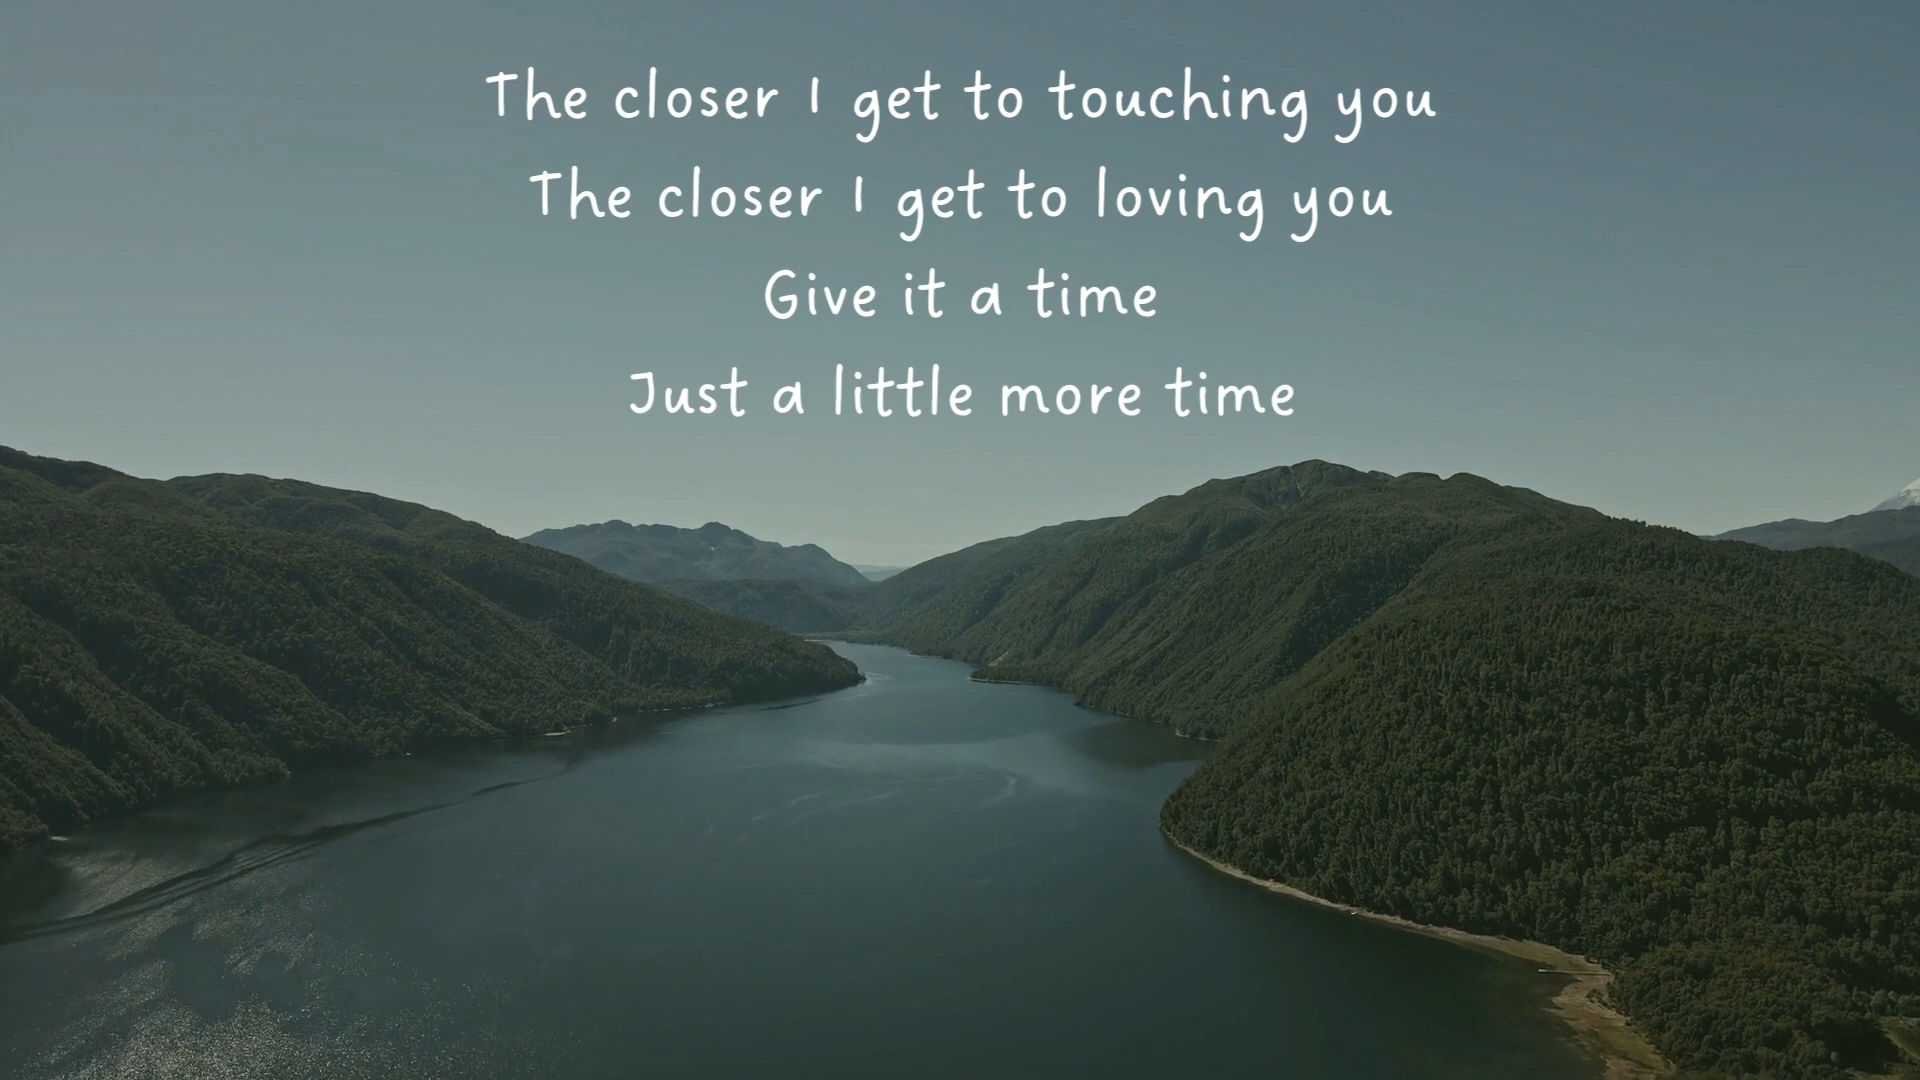 The closer I get to touching you
The closer I get to loving you
Give it a time
Just a little more time